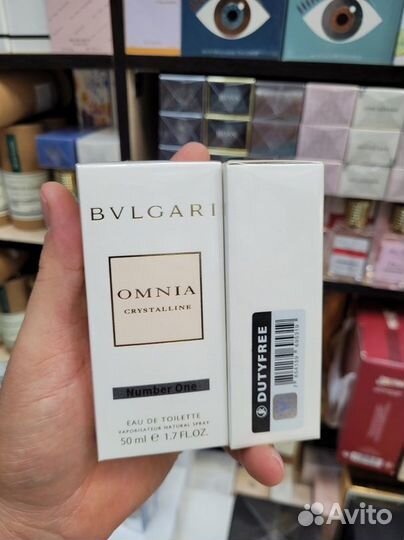 BVLGARI
OMNIA
CRYSTALLINE
Number One
EAU DE TOILETTE
VAPORISATEUR NATURAL SPRAY
50 ml e 1.7 FL.OZ.
DUTYFREE
Avito